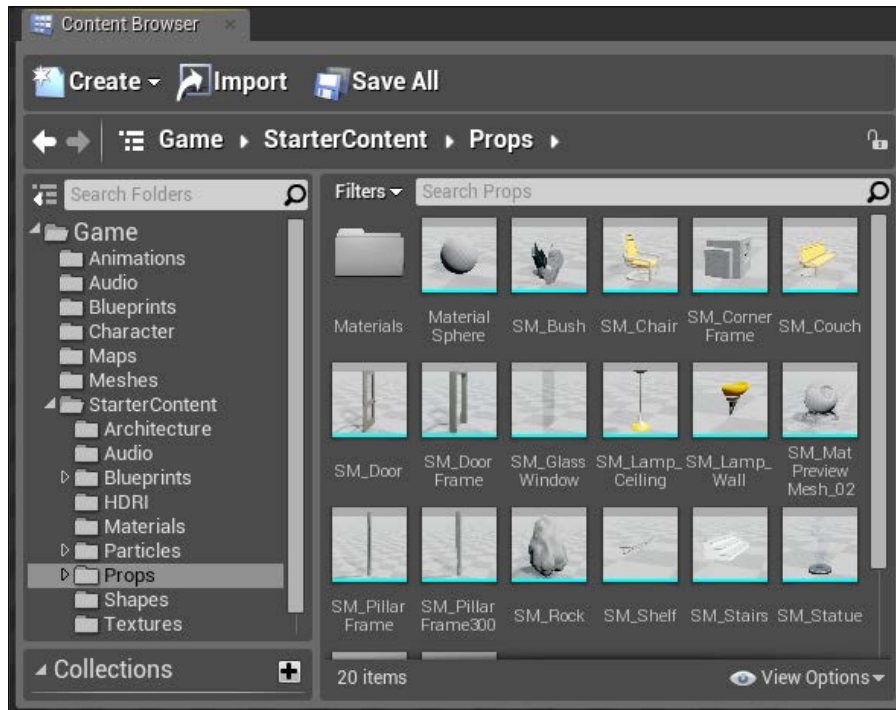 Content Browser
Create
Import
Save All
Game StarterContent Props
Search Folders
Game
Animations
Audio
Blueprints
Character
Maps
Meshes
StarterContent
Architecture
Audio
Blueprints
HDRI
Materials
Particles
Props
Shapes
Textures
Collections
Filters
Search Props
Materials
Material
Sphere
SM_Bush
SM_Chair
SM_Corner
Frame
SM_Couch
SM_Door
SM_Door
Frame
SM_Glass
Window
SM_Lamp_
Ceiling
SM_Lamp_
Wall
SM_Mat
Preview
Mesh_02
SM_Pillar
Frame
SM_Pillar
Frame300
SM_Rock
SM_Shelf
SM_Stairs
SM_Statue
20 items
View Options